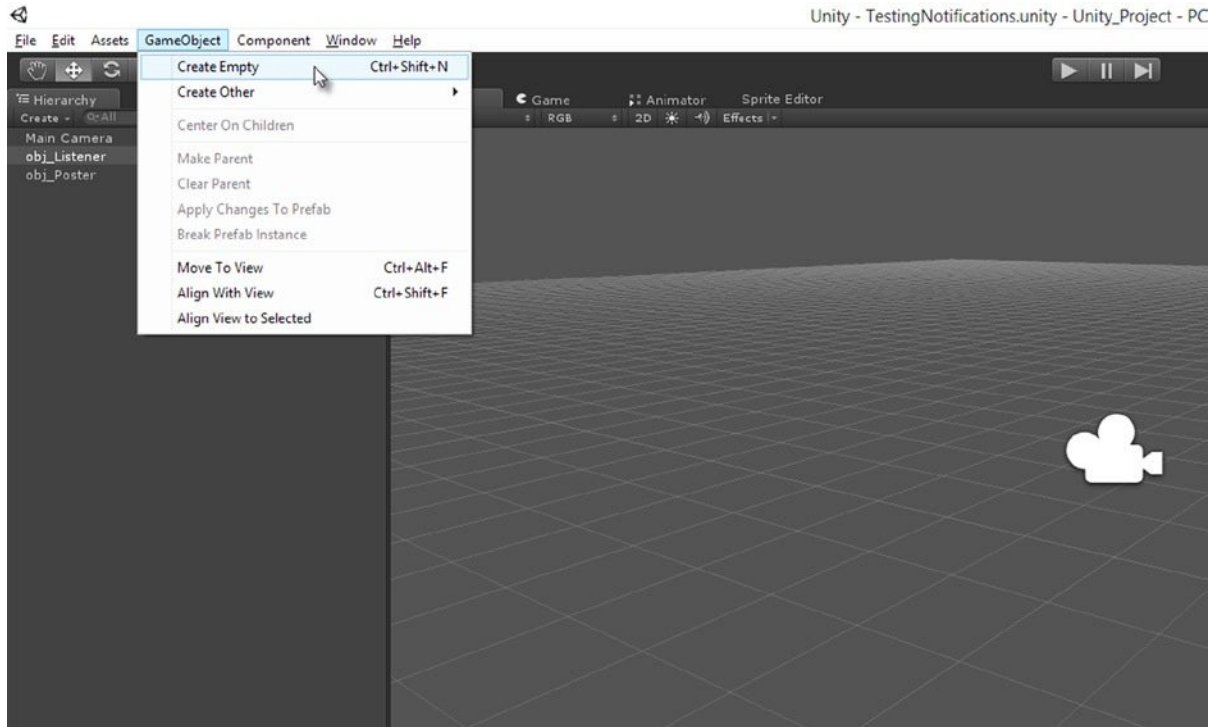 Unity - TestingNotifications.unity - Unity_Project - PC
File Edit Assets GameObject Component Window Help
Create Empty Ctrl+Shift+N
Create Other
Center On Children
Make Parent
Clear Parent
Apply Changes To Prefab
Break Prefab Instance
Move To View Ctrl+Alt+F
Align With View Ctrl+Shift+F
Align View to Selected
Hierarchy
Create All
Main Camera
obj_Listener
obj_Poster
Game Animator Sprite Editor
RGB 2D Effects